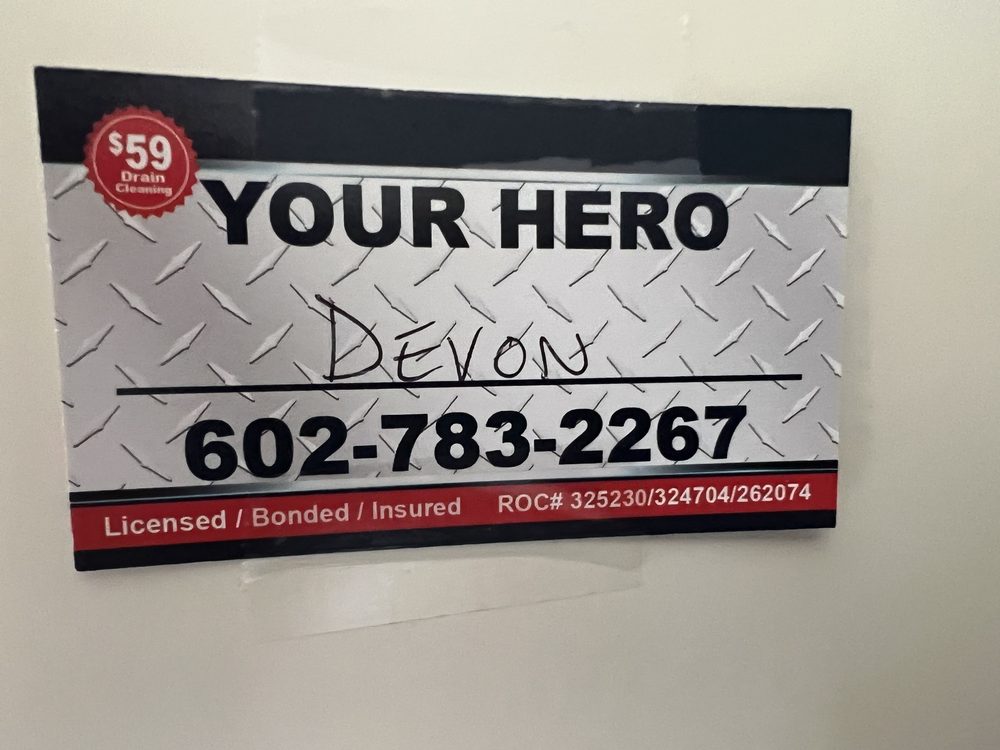 $59
Drain
Cleaning
YOUR HERO
DEVON
602-783-2267
Licensed / Bonded / Insured ROC# 325230/324704/262074